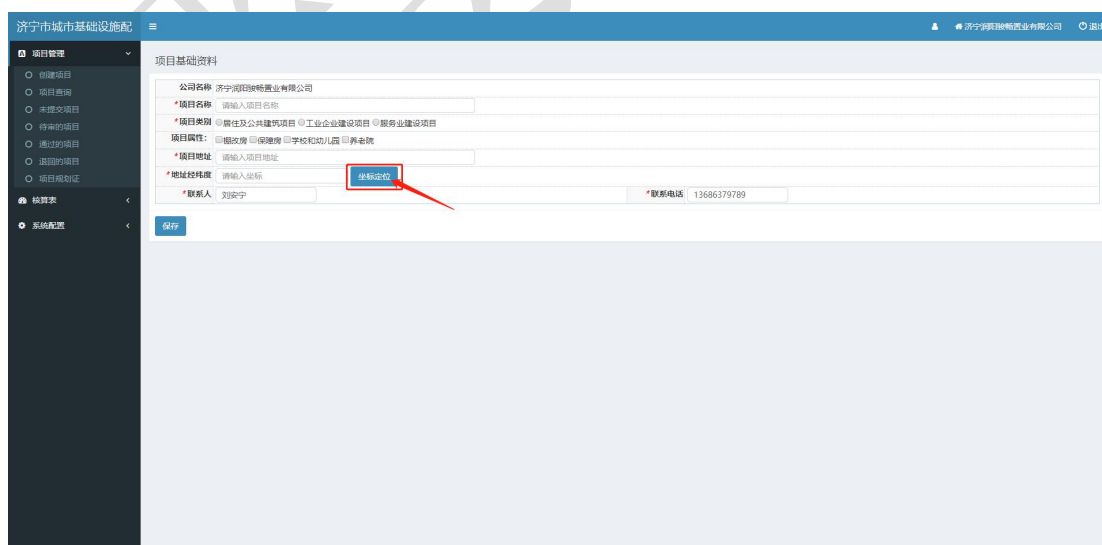 济宁市城市基础设施配
济宁润阳骏畅置业有限公司
项目管理
创建项目
项目查询
未提交项目
待审的项目
通过的项目
退回的项目
项目规划证
核算表
系统配置
项目基础资料
公司名称 济宁润阳骏畅置业有限公司
*项目名称 请输入项目名称
*项目类别 居住及公共建筑项目 工业企业建设项目 服务业建设项目
项目属性： 棚改房 保障房 学校和幼儿园 养老院
*项目地址 请输入项目地址
*地址经纬度 请输入坐标 坐标定位
*联系人 刘安宁 *联系电话 13686379789
保存